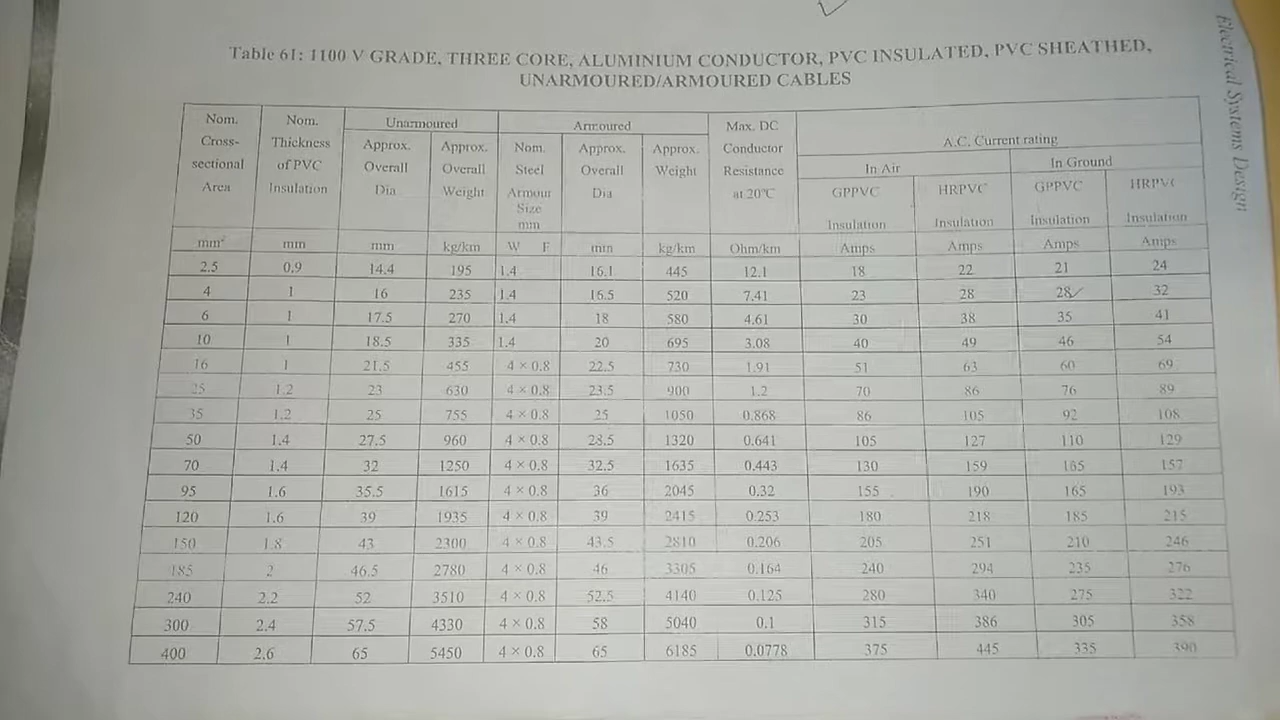 Table 61: 1100 V GRADE, THREE CORE, ALUMINIUM CONDUCTOR, PVC INSULATED, PVC SHEATHED,
UNARMOURED/ARMOURED CABLES
Nom. Cross-sectional Area Nom. Thickness of PVC Insulation Unarmoured Armoured Max. DC Conductor Resistance at 20°C A.C. Current rating
Approx. Overall Dia Approx. Overall Weight Nom. Steel Armour Size mm Approx. Overall Dia Approx. Weight In Air In Ground
GPPVC Insulation HRPVC Insulation GPPVC Insulation HRPVC Insulation
mm² mm mm kg/km W F mm kg/km Ohm/km Amps Amps Amps Amps
2.5 0.9 14.4 195 1.4 16.1 445 12.1 18 22 21 24
4 1 16 235 1.4 16.5 520 7.41 23 28 28 32
6 1 17.5 270 1.4 18 580 4.61 30 38 35 41
10 1 18.5 335 1.4 20 695 3.08 40 49 46 54
16 1 21.5 455 4 × 0.8 22.5 730 1.91 51 63 60 69
25 1.2 23 630 4 × 0.8 23.5 900 1.2 70 86 76 89
35 1.2 25 755 4 × 0.8 25 1050 0.868 86 105 92 108
50 1.4 27.5 960 4 × 0.8 28.5 1320 0.641 105 127 110 129
70 1.4 32 1250 4 × 0.8 32.5 1635 0.443 130 159 157
95 1.6 35.5 1615 4 × 0.8 36 2045 0.32 155 190 165 193
120 1.6 39 1935 4 × 0.8 39 2415 0.253 180 218 185 215
150 1.8 43 2300 4 × 0.8 43.5 2810 0.206 205 251 210 246
185 2 46.5 2780 4 × 0.8 46 3305 0.164 240 294 235 276
240 2.2 52 3510 4 × 0.8 52.5 4140 0.125 280 340 275 322
300 2.4 57.5 4330 4 × 0.8 58 5040 0.1 315 386 305 358
400 2.6 65 5450 4 × 0.8 65 6185 0.0778 375 445 335 390
Electrical Systems Design